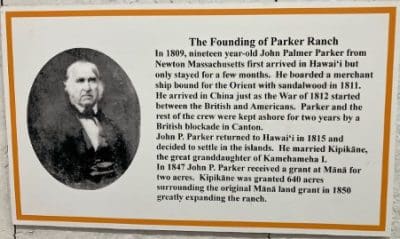 The Founding of Parker Ranch
In 1809, nineteen year-old John Palmer Parker from
Newton Massachusetts first arrived in Hawai‘i but
only stayed for a few months.  He boarded a merchant
ship bound for the Orient with sandalwood in 1811.
He arrived in China just as the War of 1812 started
between the British and Americans.  Parker and the
rest of the crew were kept ashore for two years by a
British blockade in Canton.
John P. Parker returned to Hawai‘i in 1815 and
decided to settle in the islands.  He married Kipikāne,
the great granddaughter of Kamehameha I.
In 1847 John P. Parker received a grant at Mānā for
two acres.  Kipikāne was granted 640 acres
surrounding the original Mānā land grant in 1850
greatly expanding the ranch.